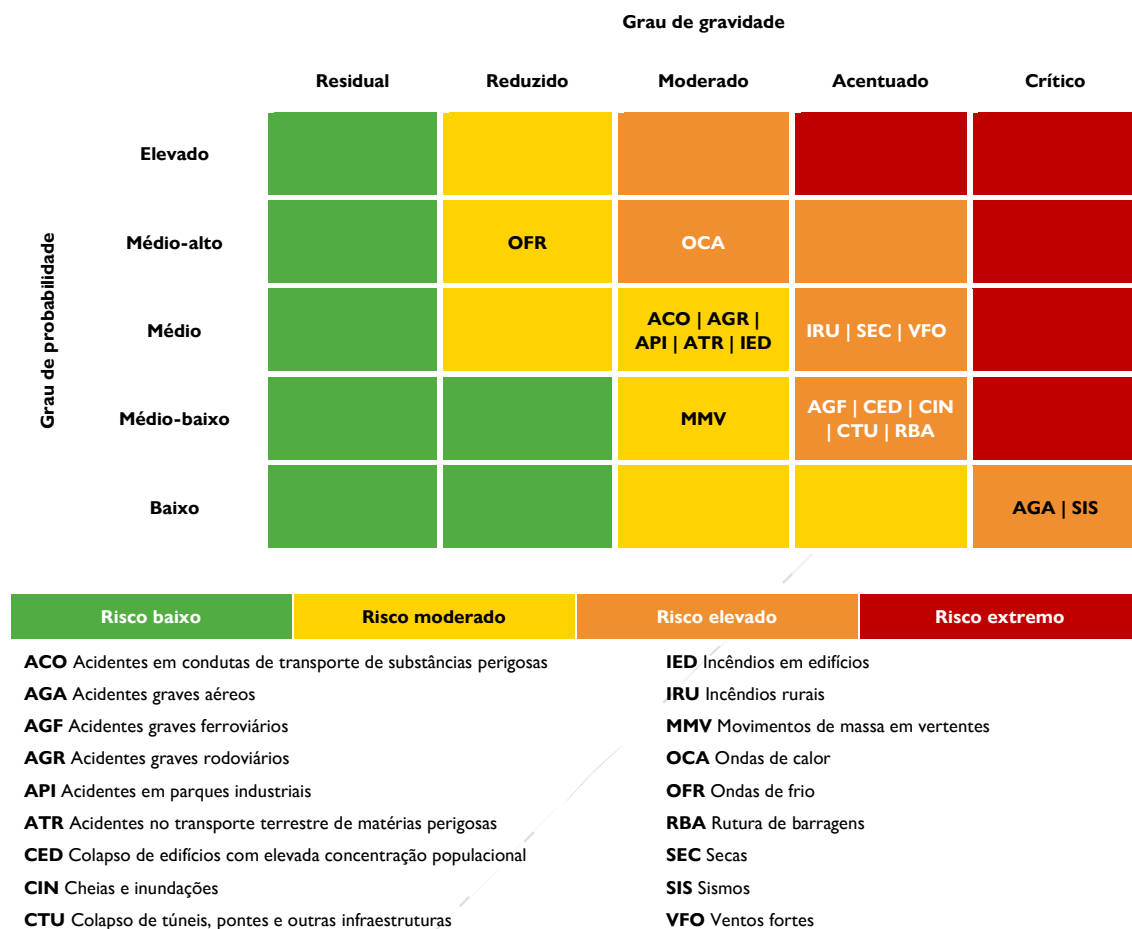 Grau de gravidade
Residual Reduzido Moderado Acentuado Crítico
Grau de probabilidade
Elevado
Médio-alto OFR OCA
Médio ACO | AGR | IRU | SEC | VFO
API | ATR | IED
Médio-baixo MMV AGF | CED | CIN
| CTU | RBA
Baixo AGA | SIS
Risco baixo Risco moderado Risco elevado Risco extremo
ACO Acidentes em condutas de transporte de substâncias perigosas
AGA Acidentes graves aéreos
AGF Acidentes graves ferroviários
AGR Acidentes graves rodoviários
API Acidentes em parques industriais
ATR Acidentes no transporte terrestre de matérias perigosas
CED Colapso de edifícios com elevada concentração populacional
CIN Cheias e inundações
CTU Colapso de túneis, pontes e outras infraestruturas
IED Incêndios em edifícios
IRU Incêndios rurais
MMV Movimentos de massa em vertentes
OCA Ondas de calor
OFR Ondas de frio
RBA Rutura de barragens
SEC Secas
SIS Sismos
VFO Ventos fortes